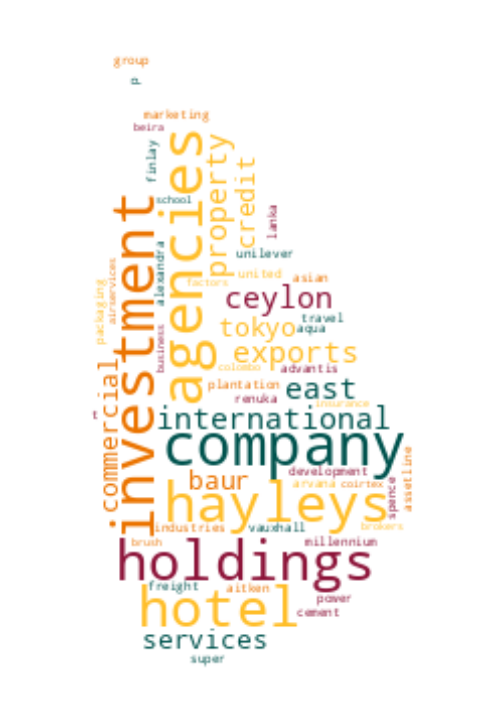 group
p
marketing
beira
finlay
agencies
property
credit
school
investment
lanka
alexandra
unilever
airservices
packaging
factors
united
asian
ceylon
business
tokyo
travel
aqua
exports
commercial
colombo
advantis
plantation
east
renuka
insurance
t
international
company
development
baur
arvana
coirtex
assetline
spence
hayleys
industries
vauxhall
brokers
brush
millennium
holdings
freight
aitken
power
hotel
cement
services
super